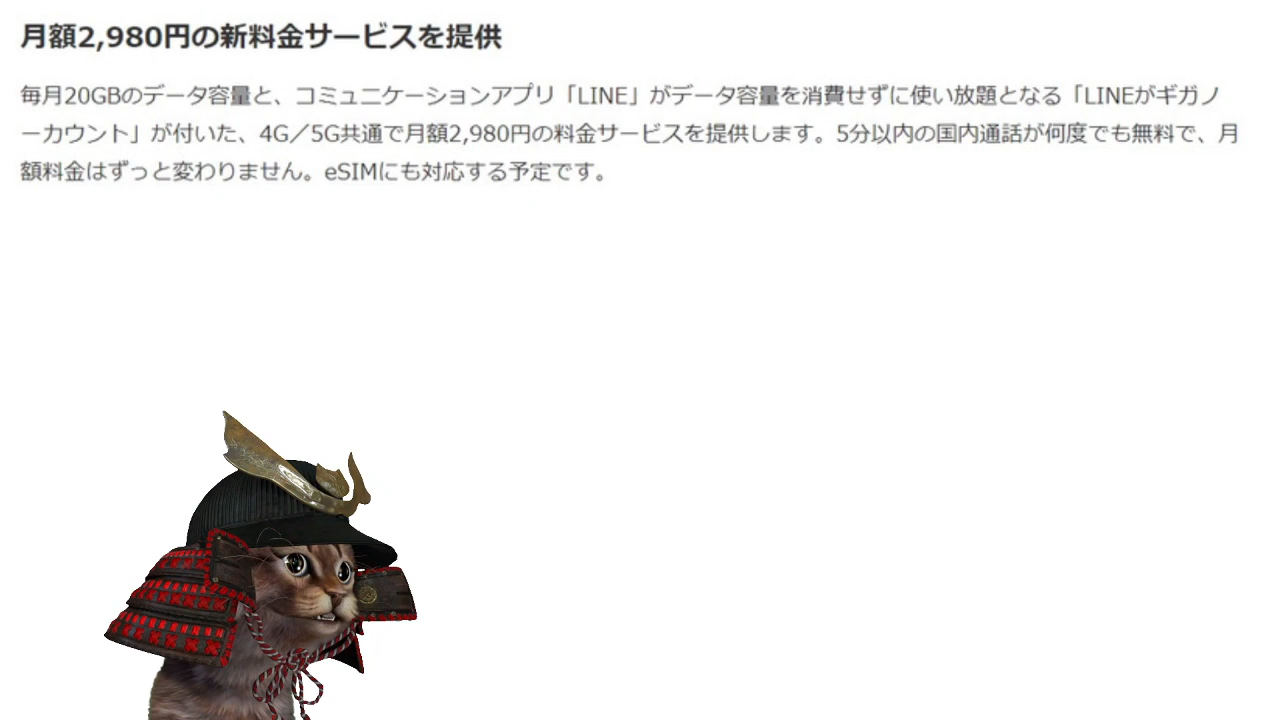 月額2,980円の新料金サービスを提供
毎月20GBのデータ容量と、コミュニケーションアプリ「LINE」がデータ容量を消費せずに使い放題となる「LINEがギガノ
ーカウント」が付いた、4G／5G共通で月額2,980円の料金サービスを提供します。5分以内の国内通話が何度でも無料で、月
額料金はずっと変わりません。eSIMにも対応する予定です。